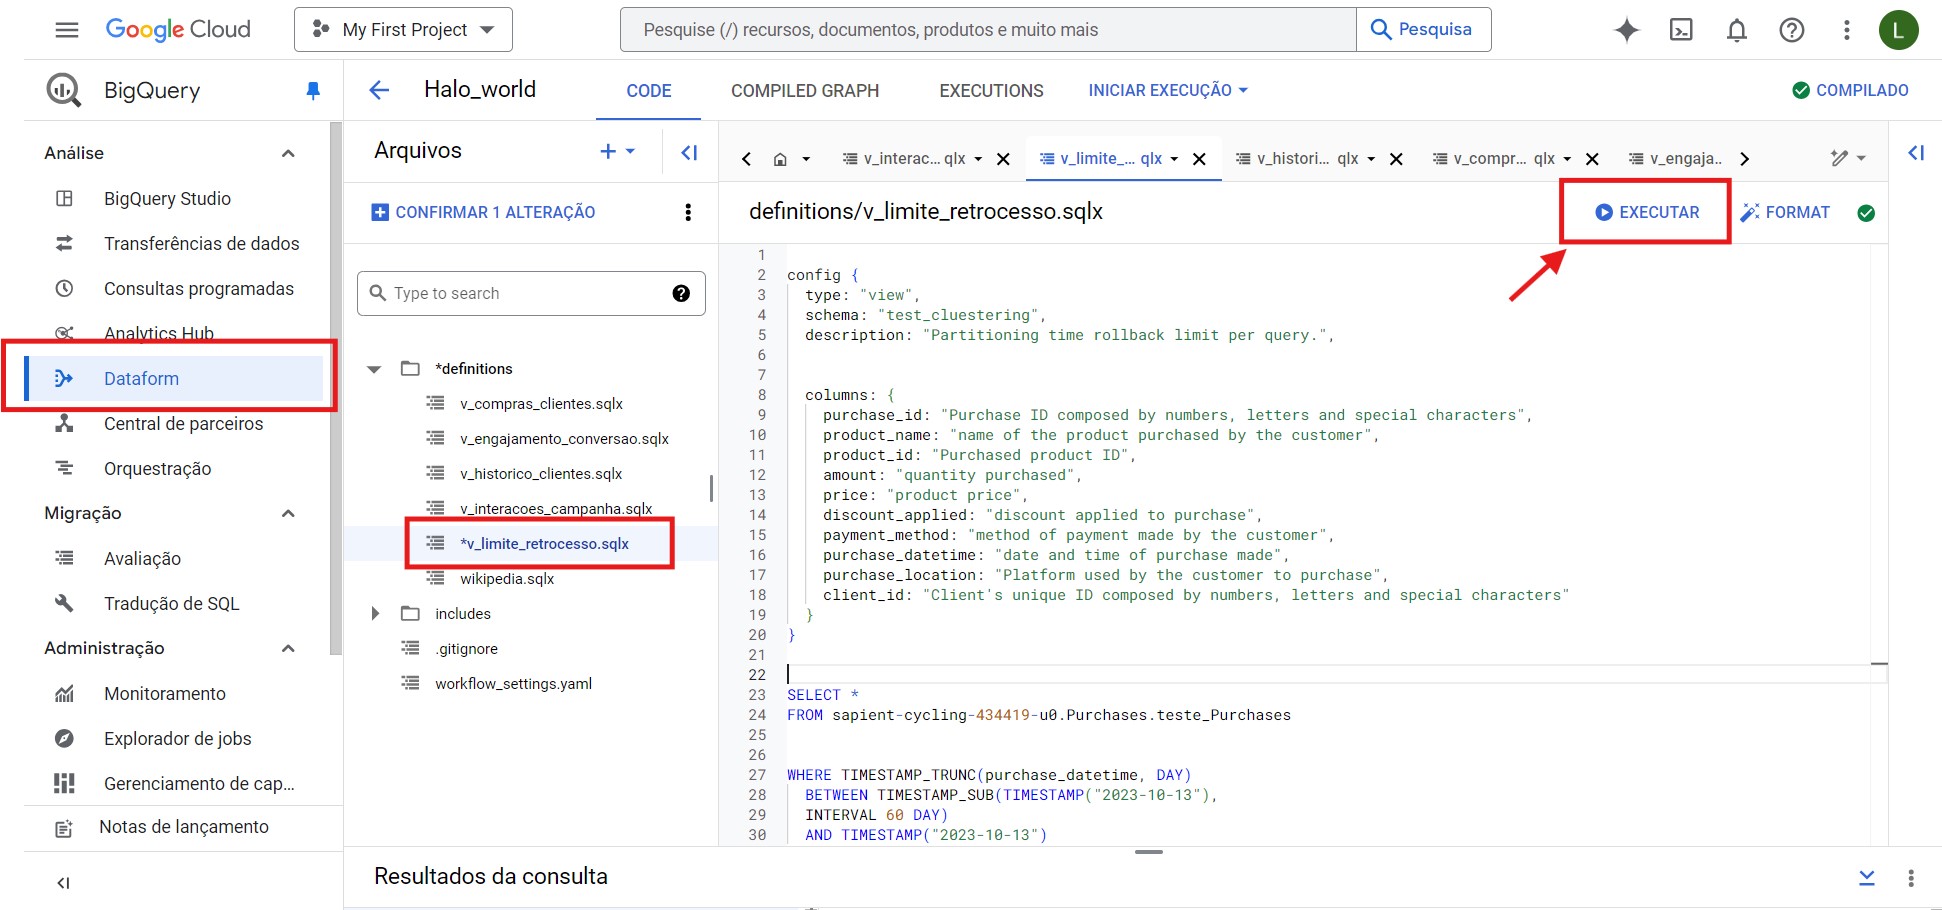 Google Cloud
My First Project
Pesquise (/) recursos, documentos, produtos e muito mais
Pesquisa
L
BigQuery
Halo_world
CODE
COMPILED GRAPH
EXECUTIONS
INICIAR EXECUÇÃO
COMPILADO
Análise
BigQuery Studio
Transferências de dados
Consultas programadas
Analytics Hub
Dataform
Central de parceiros
Orquestração
Migração
Avaliação
Tradução de SQL
Administração
Monitoramento
Explorador de jobs
Gerenciamento de cap...
Notas de lançamento
Arquivos
CONFIRMAR 1 ALTERAÇÃO
Type to search
*definitions
v_compras_clientes.sqlx
v_engajamento_conversao.sqlx
v_historico_clientes.sqlx
v_interacoes_campanha.sqlx
*v_limite_retrocesso.sqlx
wikipedia.sqlx
includes
.gitignore
workflow_settings.yaml
v_interac... qlx
v_limite_... qlx
v_histori... qlx
v_compr... qlx
v_engaja..
definitions/v_limite_retrocesso.sqlx
EXECUTAR
FORMAT
1
2 config {
3 type: "view",
4 schema: "test_cluestering",
5 description: "Partitioning time rollback limit per query.",
6
7
8 columns: {
9 purchase_id: "Purchase ID composed by numbers, letters and special characters",
10 product_name: "name of the product purchased by the customer",
11 product_id: "Purchased product ID",
12 amount: "quantity purchased",
13 price: "product price",
14 discount_applied: "discount applied to purchase",
15 payment_method: "method of payment made by the customer",
16 purchase_datetime: "date and time of purchase made",
17 purchase_location: "Platform used by the customer to purchase",
18 client_id: "Client's unique ID composed by numbers, letters and special characters"
19 }
20 }
21
22
23 SELECT *
24 FROM sapient-cycling-434419-u0.Purchases.teste_Purchases
25
26
27 WHERE TIMESTAMP_TRUNC(purchase_datetime, DAY)
28 BETWEEN TIMESTAMP_SUB(TIMESTAMP("2023-10-13"),
29 INTERVAL 60 DAY)
30 AND TIMESTAMP("2023-10-13")
Resultados da consulta